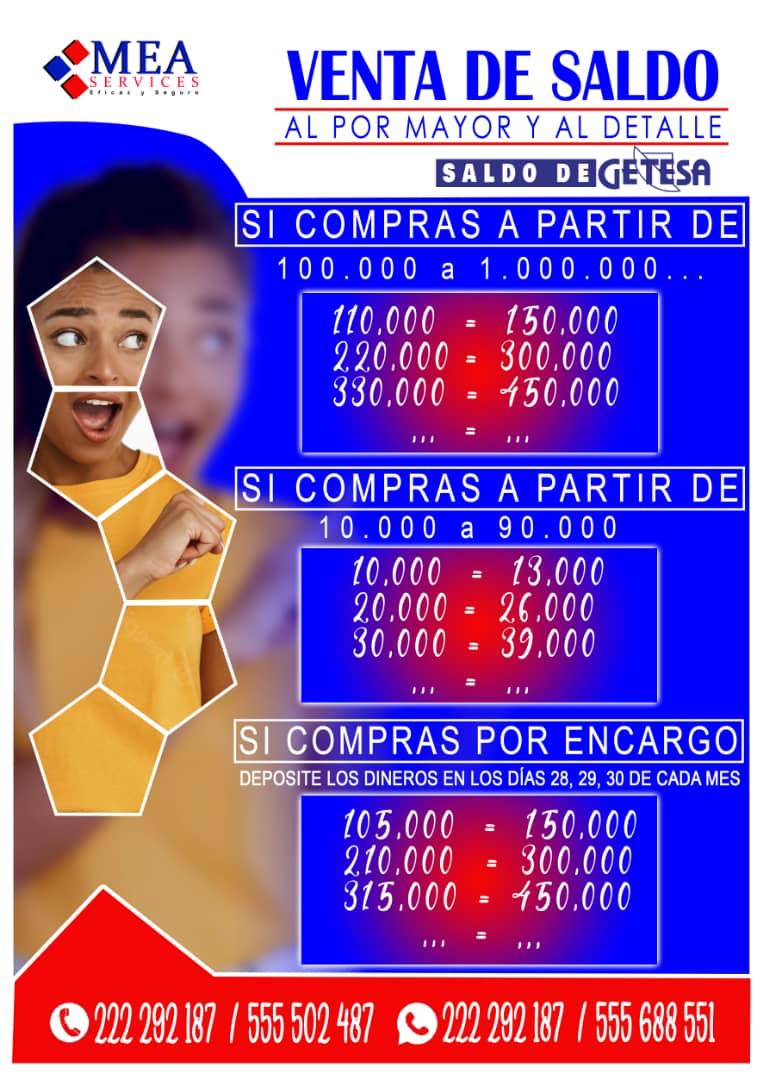 MEA
SERVICES
Eficas y Seguro
VENTA DE SALDO
AL POR MAYOR Y AL DETALLE
SALDO DE GETESA
SI COMPRAS A PARTIR DE
100.000 a 1.000.000...
110,000 = 150,000
220,000 = 300,000
330,000 = 450,000
... = ...
SI COMPRAS A PARTIR DE
10.000 a 90.000
10,000 = 13,000
20,000 = 26,000
30,000 = 39,000
... = ...
SI COMPRAS POR ENCARGO
DEPOSITE LOS DINEROS EN LOS DÍAS 28, 29, 30 DE CADA MES
105,000 = 150,000
210,000 = 300,000
315,000 = 450,000
... = ...
222 292 187 / 555 502 487 222 292 187 / 555 688 551